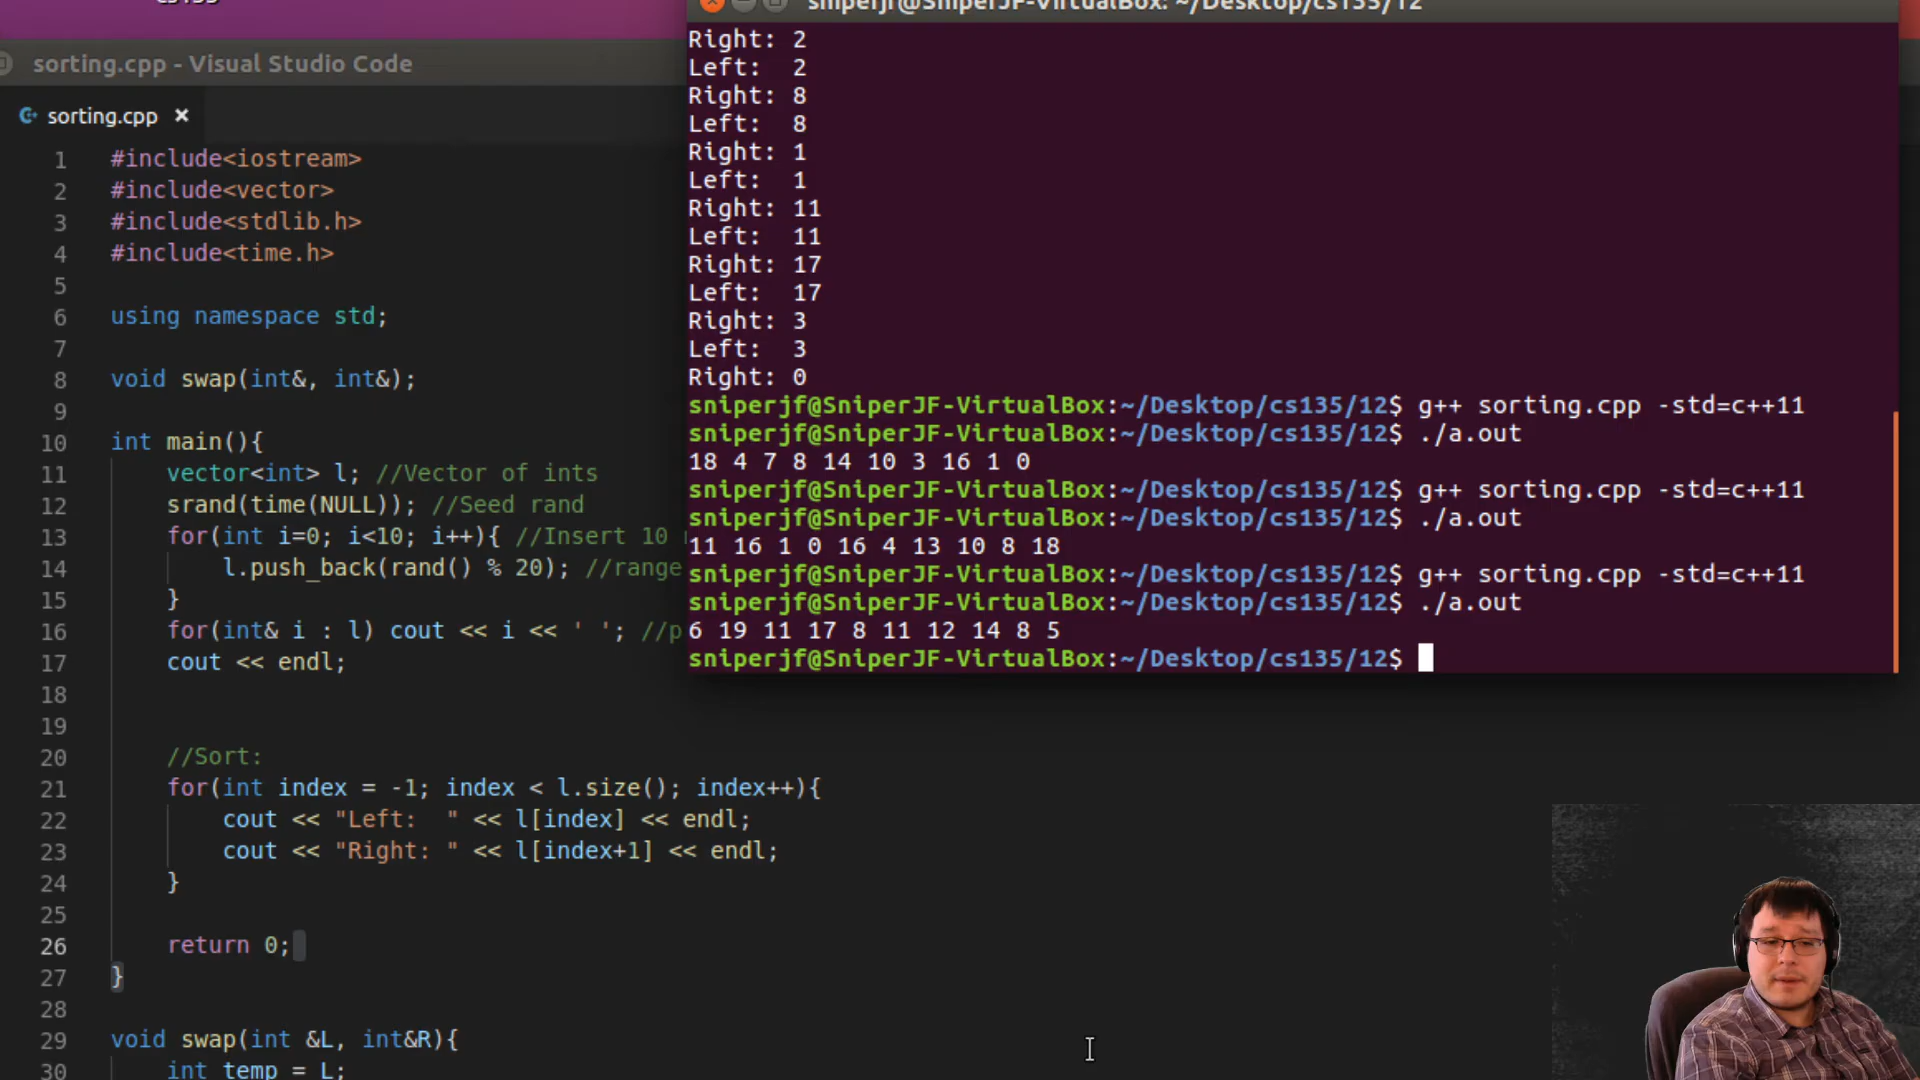 cs135
sniperjf@SniperJF-VirtualBox: ~/Desktop/cs135/12
sorting.cpp - Visual Studio Code
sorting.cpp ×
1 #include<iostream>
2 #include<vector>
3 #include<stdlib.h>
4 #include<time.h>
5
6 using namespace std;
7
8 void swap(int&, int&);
9
10 int main(){
11 vector<int> l; //Vector of ints
12 srand(time(NULL)); //Seed rand
13 for(int i=0; i<10; i++){ //Insert 10
14 l.push_back(rand() % 20); //range
15 }
16 for(int& i : l) cout << i << ' '; //p
17 cout << endl;
18
19
20 //Sort:
21 for(int index = -1; index < l.size(); index++){
22 cout << "Left:  " << l[index] << endl;
23 cout << "Right: " << l[index+1] << endl;
24 }
25
26 return 0;
27 }
28
29 void swap(int &L, int&R){
30 int temp = L;
Right: 2
Left:  2
Right: 8
Left:  8
Right: 1
Left:  1
Right: 11
Left:  11
Right: 17
Left:  17
Right: 3
Left:  3
Right: 0
sniperjf@SniperJF-VirtualBox:~/Desktop/cs135/12$ g++ sorting.cpp -std=c++11
sniperjf@SniperJF-VirtualBox:~/Desktop/cs135/12$ ./a.out
18 4 7 8 14 10 3 16 1 0
sniperjf@SniperJF-VirtualBox:~/Desktop/cs135/12$ g++ sorting.cpp -std=c++11
sniperjf@SniperJF-VirtualBox:~/Desktop/cs135/12$ ./a.out
11 16 1 0 16 4 13 10 8 18
sniperjf@SniperJF-VirtualBox:~/Desktop/cs135/12$ g++ sorting.cpp -std=c++11
sniperjf@SniperJF-VirtualBox:~/Desktop/cs135/12$ ./a.out
6 19 11 17 8 11 12 14 8 5
sniperjf@SniperJF-VirtualBox:~/Desktop/cs135/12$